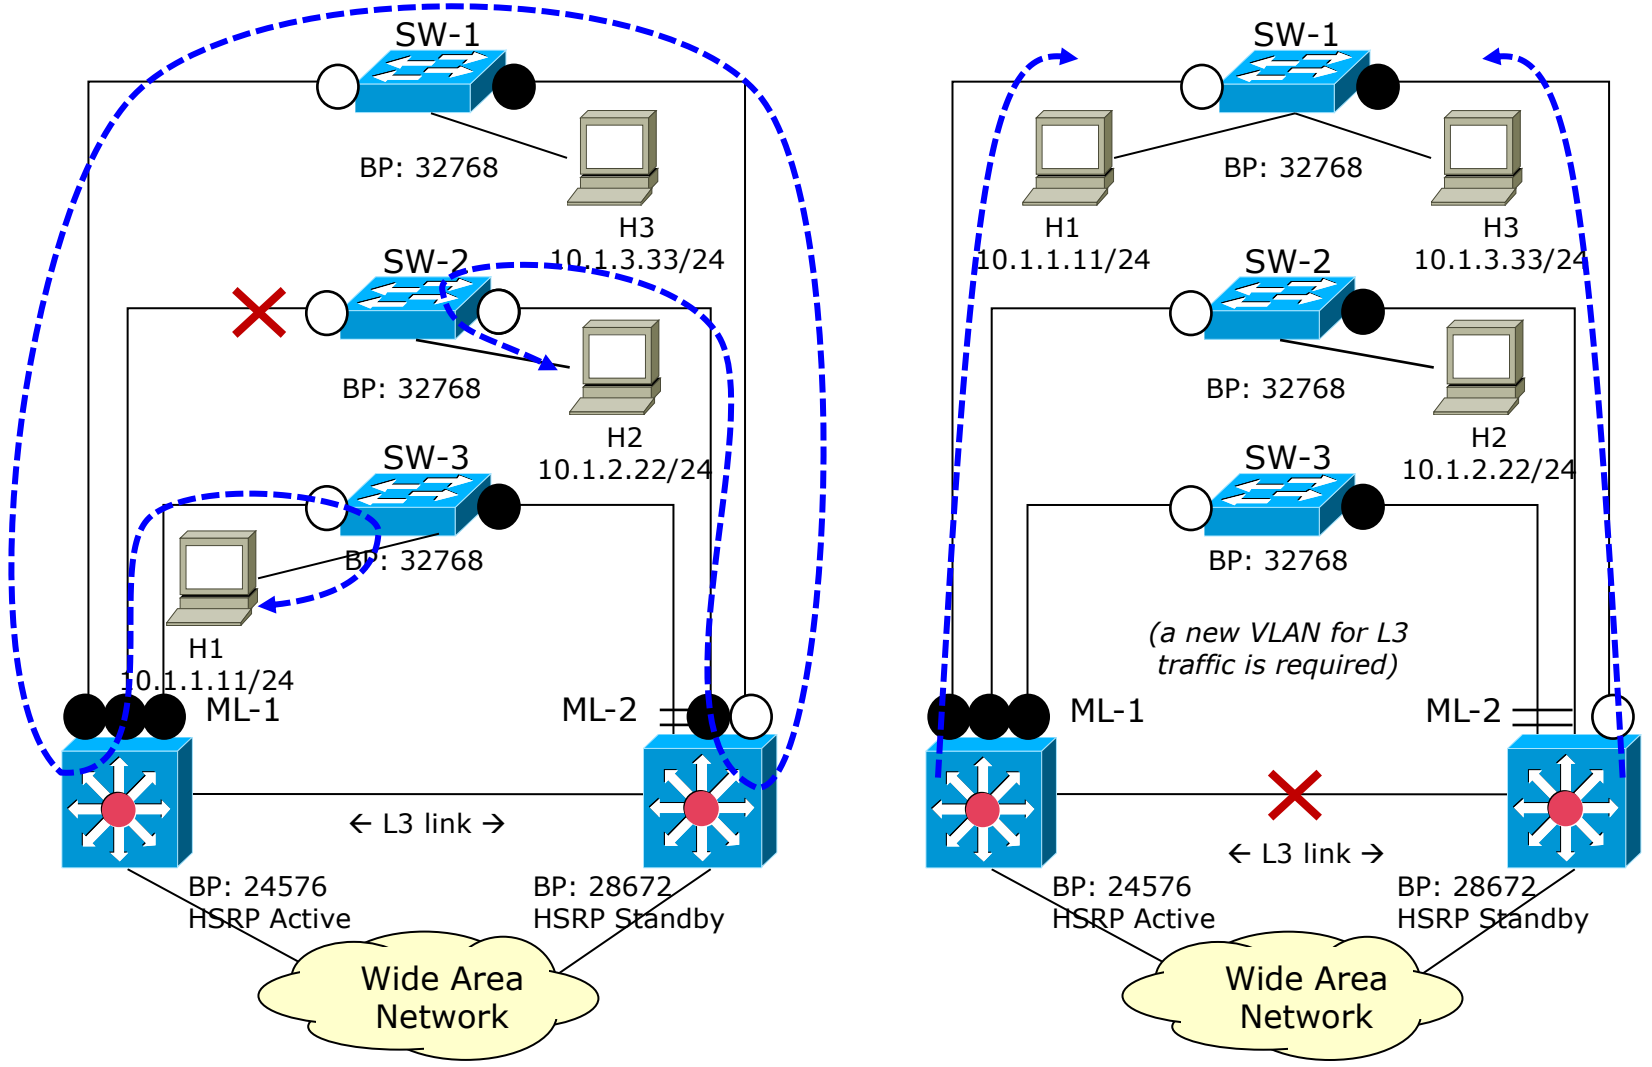 SW-1
BP: 32768
H3
10.1.3.33/24
SW-2
BP: 32768
H2
10.1.2.22/24
SW-3
BP: 32768
H1
10.1.1.11/24
ML-1
ML-2
← L3 link →
BP: 24576
HSRP Active
BP: 28672
HSRP Standby
Wide Area
Network
SW-1
BP: 32768
H1
10.1.1.11/24
H3
10.1.3.33/24
SW-2
BP: 32768
H2
10.1.2.22/24
SW-3
BP: 32768
(a new VLAN for L3
traffic is required)
ML-1
ML-2
← L3 link →
BP: 24576
HSRP Active
BP: 28672
HSRP Standby
Wide Area
Network